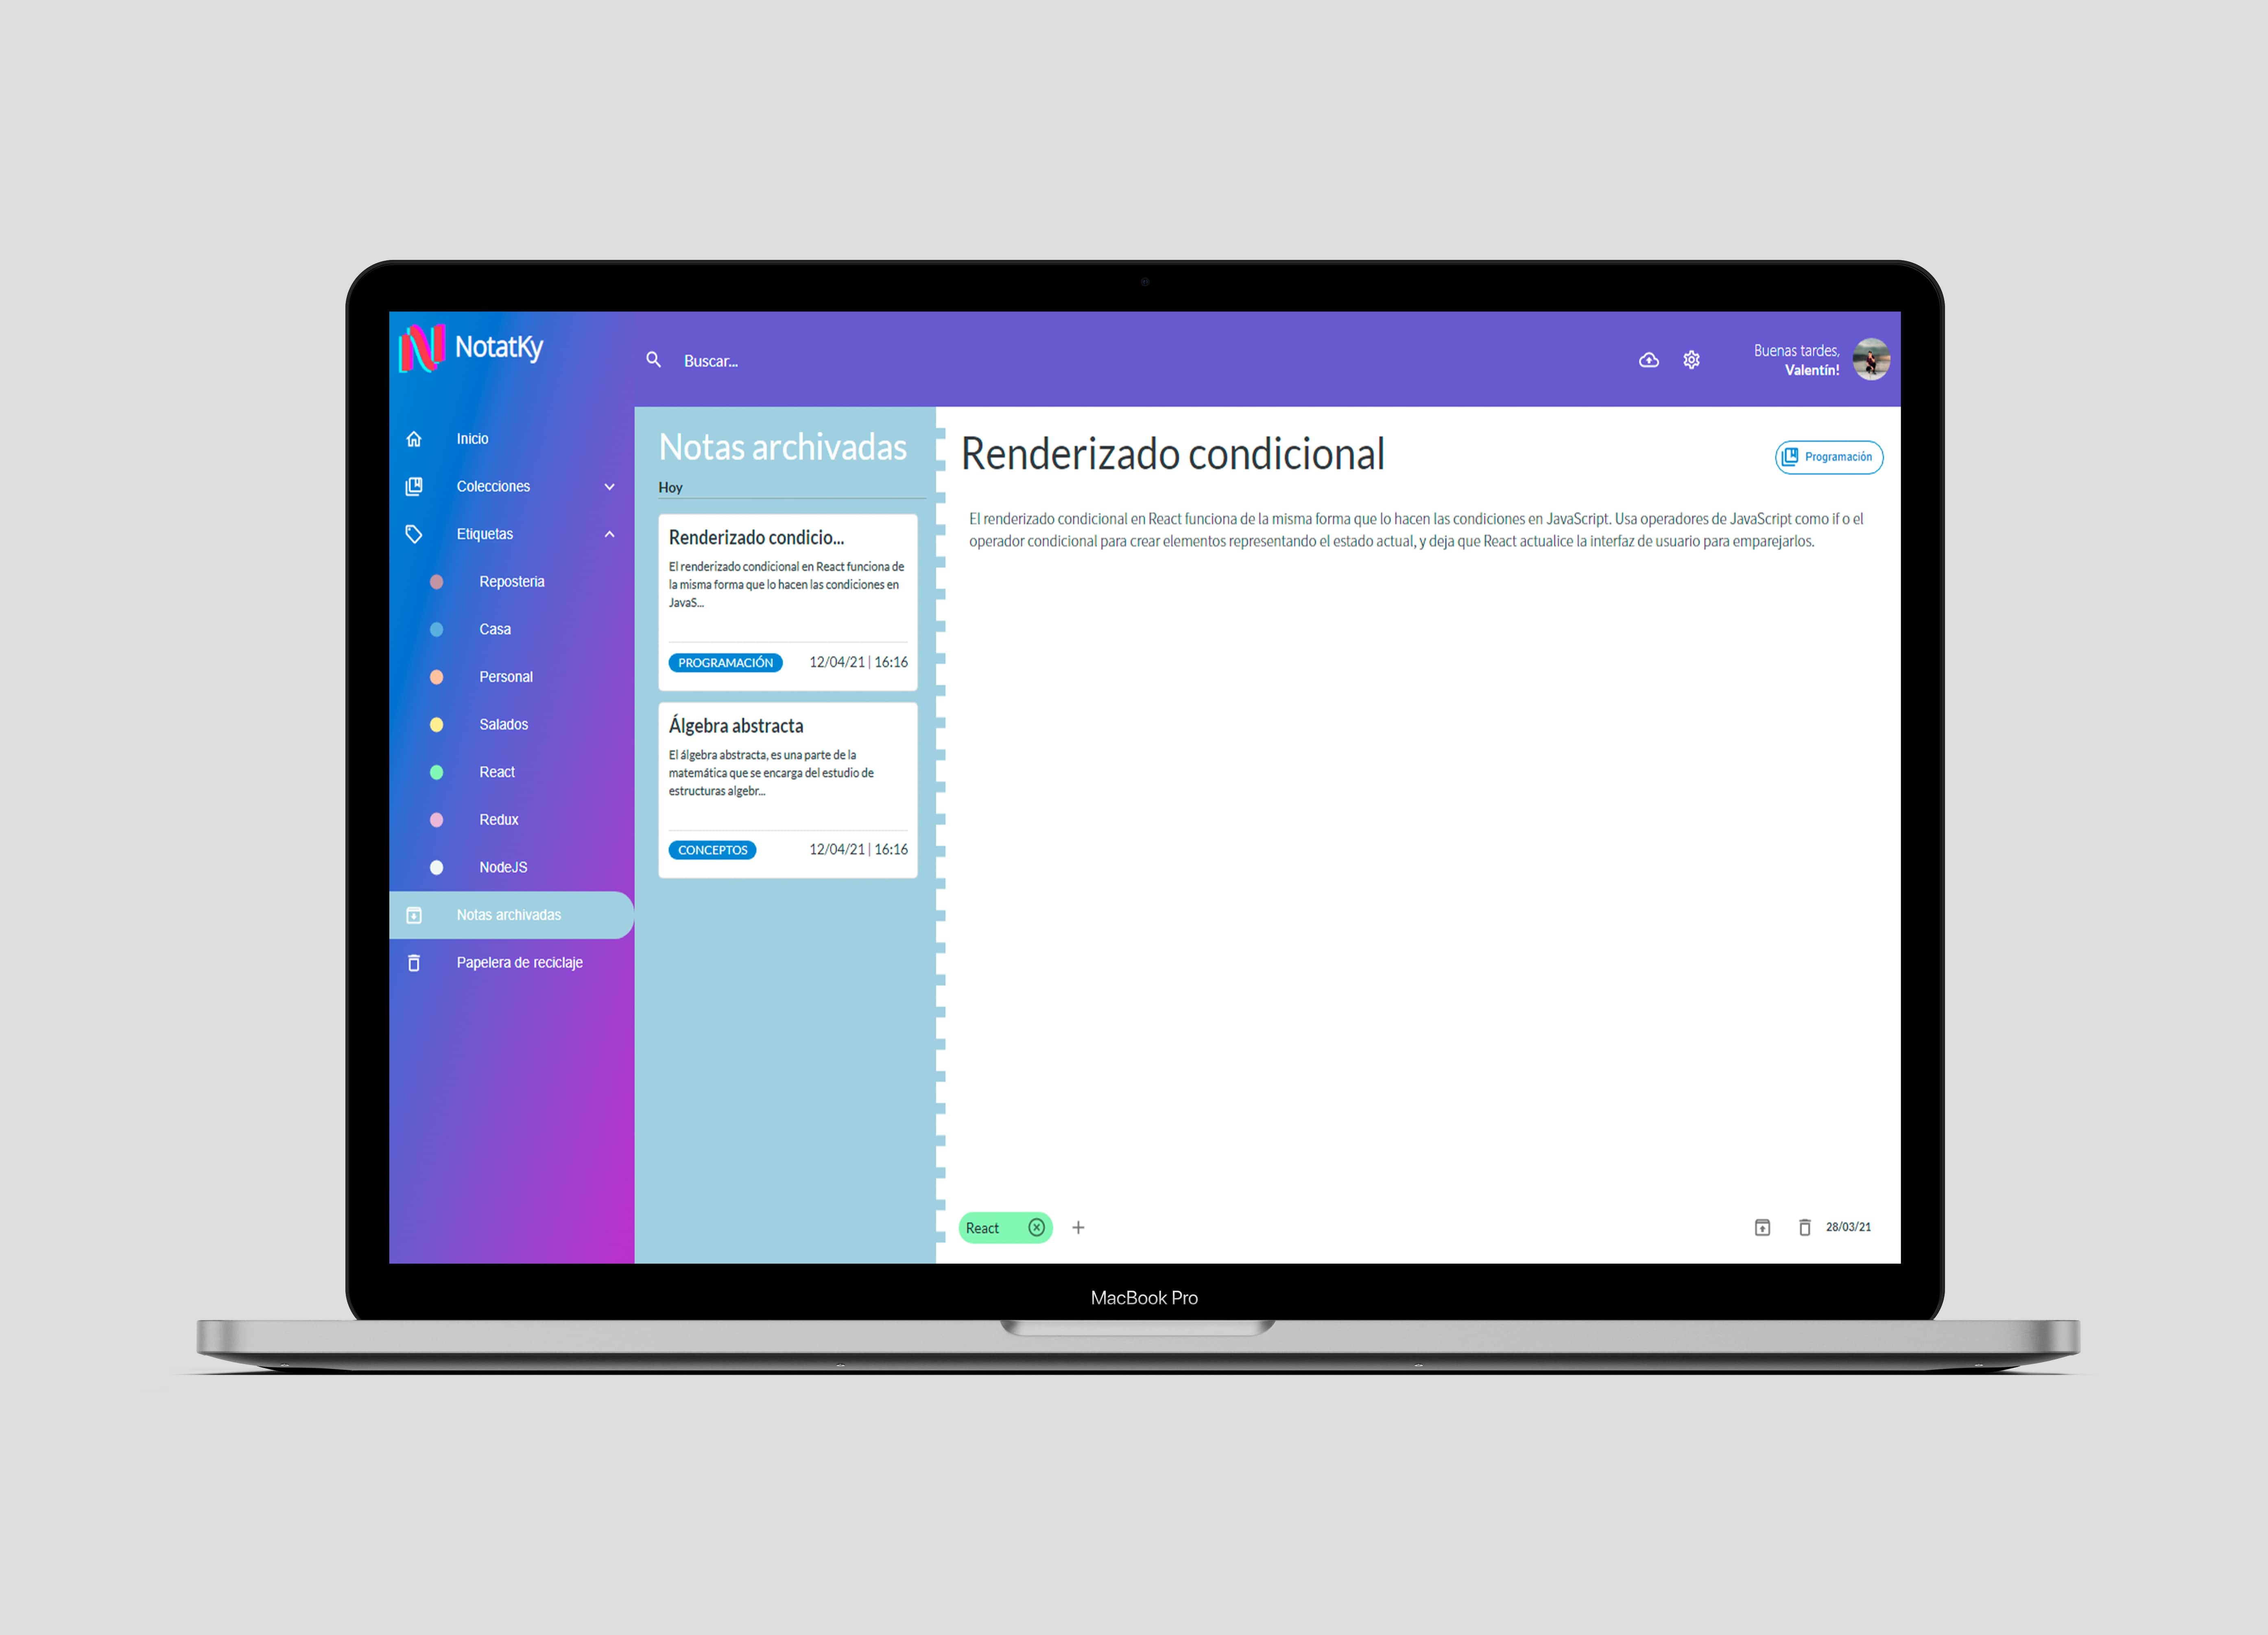 NotatKy
Buscar...
Buenas tardes,
Valentín!
Inicio
Colecciones
Etiquetas
Reposteria
Casa
Personal
Salados
React
Redux
NodeJS
Notas archivadas
Papelera de reciclaje
Notas archivadas
Hoy
Renderizado condicio...
El renderizado condicional en React funciona de
la misma forma que lo hacen las condiciones en
JavaS...
PROGRAMACIÓN 12/04/21 | 16:16
Álgebra abstracta
El álgebra abstracta, es una parte de la
matemática que se encarga del estudio de
estructuras algebr...
CONCEPTOS 12/04/21 | 16:16
Renderizado condicional
Programación
El renderizado condicional en React funciona de la misma forma que lo hacen las condiciones en JavaScript. Usa operadores de JavaScript como if o el
operador condicional para crear elementos representando el estado actual, y deja que React actualice la interfaz de usuario para emparejarlos.
React
28/03/21
MacBook Pro